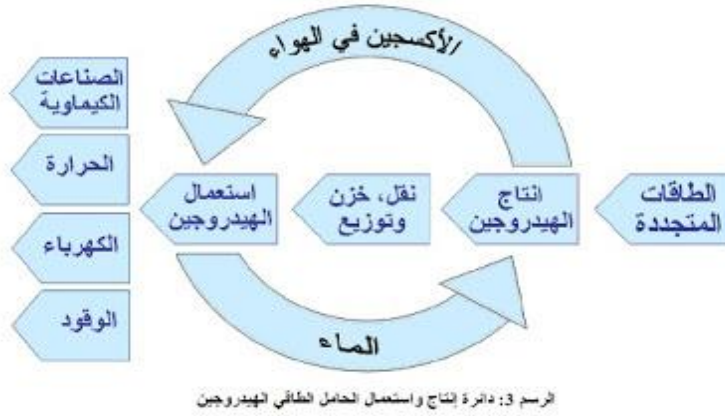 الأكسجين في الهواء
الطاقات
المتجددة
انتاج
الهيدروجين
نقل، خزن
وتوزيع
استعمال
الهيدروجين
الصناعات
الكيماوية
الحرارة
الكهرباء
الوقود
الماء
الرسم 3: دائرة إنتاج واستعمال الحامل الطاقي الهيدروجين